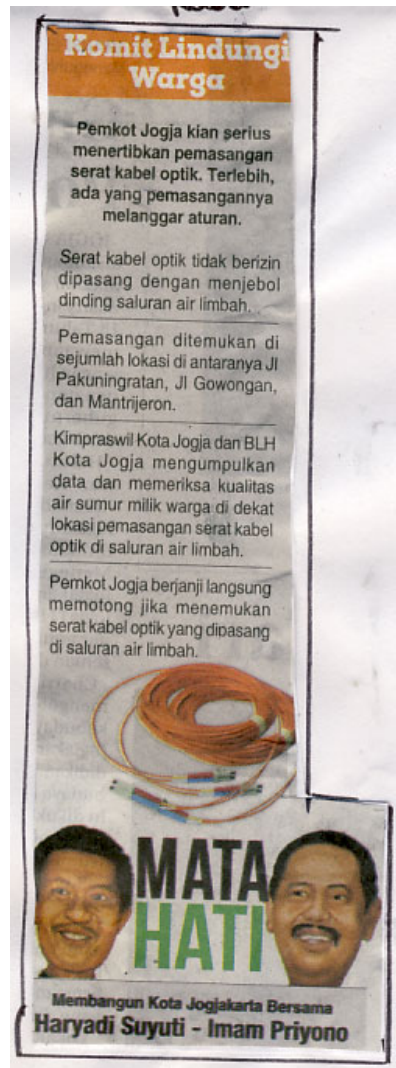 Komit Lindungi
Warga
Pemkot Jogja kian serius
menertibkan pemasangan
serat kabel optik. Terlebih,
ada yang pemasangannya
melanggar aturan.
Serat kabel optik tidak berizin
dipasang dengan menjebol
dinding saluran air limbah.
Pemasangan ditemukan di
sejumlah lokasi di antaranya Jl
Pakuningratan, Jl Gowongan,
dan Mantrijeron.
Kimpraswil Kota Jogja dan BLH
Kota Jogja mengumpulkan
data dan memeriksa kualitas
air sumur milik warga di dekat
lokasi pemasangan serat kabel
optik di saluran air limbah.
Pemkot Jogja berjanji langsung
memotong jika menemukan
serat kabel optik yang dipasang
di saluran air limbah.
MATA
HATI
Membangun Kota Jogjakarta Bersama
Haryadi Suyuti - Imam Priyono